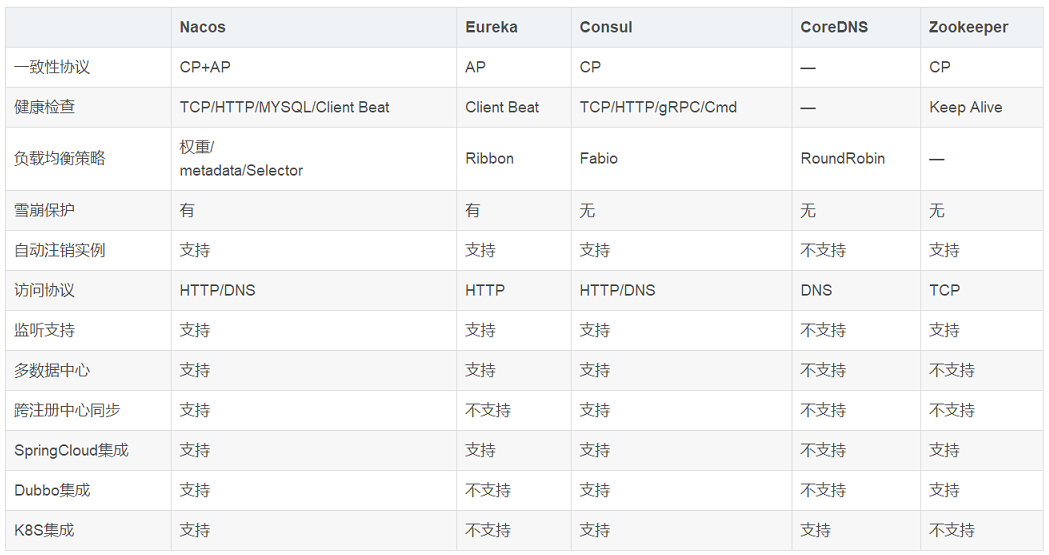 Nacos Eureka Consul CoreDNS Zookeeper
一致性协议 CP+AP AP CP — CP
健康检查 TCP/HTTP/MYSQL/Client Beat Client Beat TCP/HTTP/gRPC/Cmd — Keep Alive
负载均衡策略 权重/
metadata/Selector Ribbon Fabio RoundRobin —
雪崩保护 有 有 无 无 无
自动注销实例 支持 支持 支持 不支持 支持
访问协议 HTTP/DNS HTTP HTTP/DNS DNS TCP
监听支持 支持 支持 支持 不支持 支持
多数据中心 支持 支持 支持 不支持 不支持
跨注册中心同步 支持 不支持 支持 不支持 不支持
SpringCloud集成 支持 支持 支持 不支持 支持
Dubbo集成 支持 不支持 支持 不支持 支持
K8S集成 支持 不支持 支持 支持 不支持